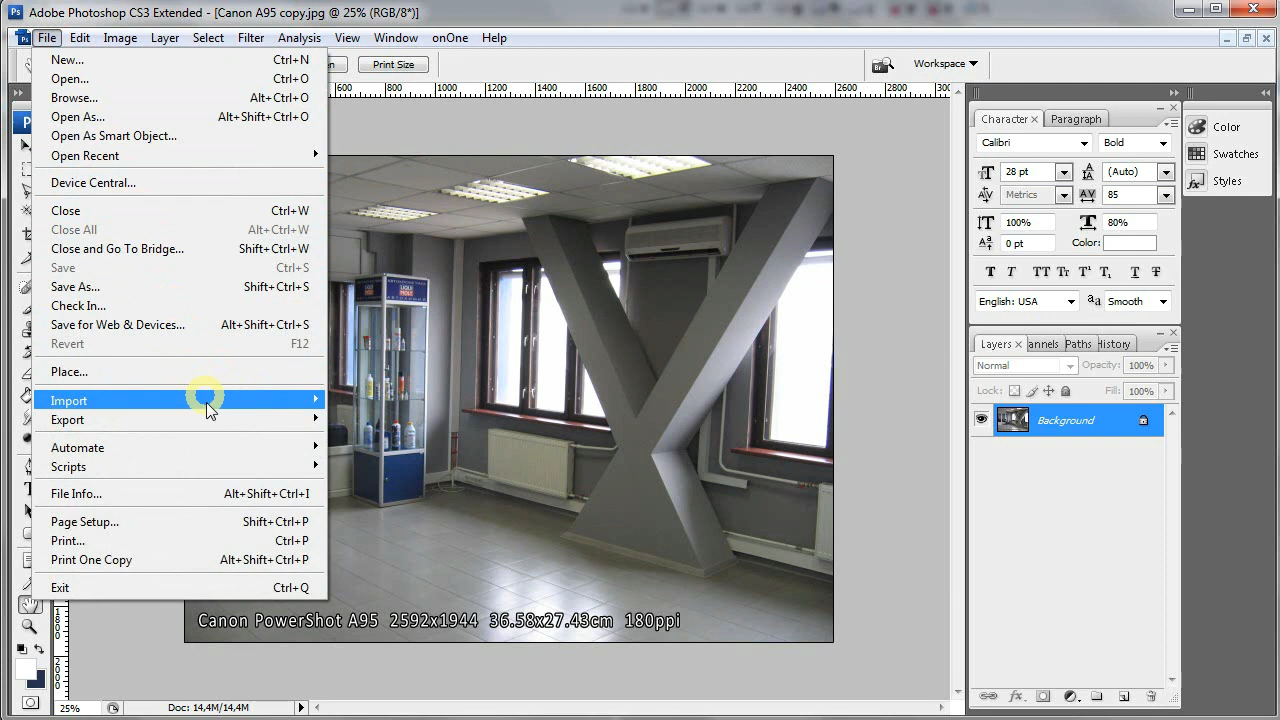 Adobe Photoshop CS3 Extended - [Canon A95 copy.jpg @ 25% (RGB/8*)]
File Edit Image Layer Select Filter Analysis View Window onOne Help
Print Size
Workspace
New... Ctrl+N
Open... Ctrl+O
Browse... Alt+Ctrl+O
Open As... Alt+Shift+Ctrl+O
Open As Smart Object...
Open Recent
Device Central...
Close Ctrl+W
Close All Alt+Ctrl+W
Close and Go To Bridge... Shift+Ctrl+W
Save Ctrl+S
Save As... Shift+Ctrl+S
Check In...
Save for Web & Devices... Alt+Shift+Ctrl+S
Revert F12
Place...
Import
Export
Automate
Scripts
File Info... Alt+Shift+Ctrl+I
Page Setup... Shift+Ctrl+P
Print... Ctrl+P
Print One Copy Alt+Shift+Ctrl+P
Exit Ctrl+Q
600 800 1000 1200 1400 1600 1800 2000 2200 2400 2600 2800
LIQUI MOLY
Canon PowerShot A95 2592x1944 36.58x27.43cm 180ppi
25% Doc: 14,4M/14,4M
Character Paragraph
Calibri Bold
28 pt (Auto)
Metrics 85
100% 80%
0 pt Color:
English: USA Smooth
Layers annels Paths History
Normal Opacity: 100%
Lock: Fill: 100%
Background
Color
Swatches
Styles